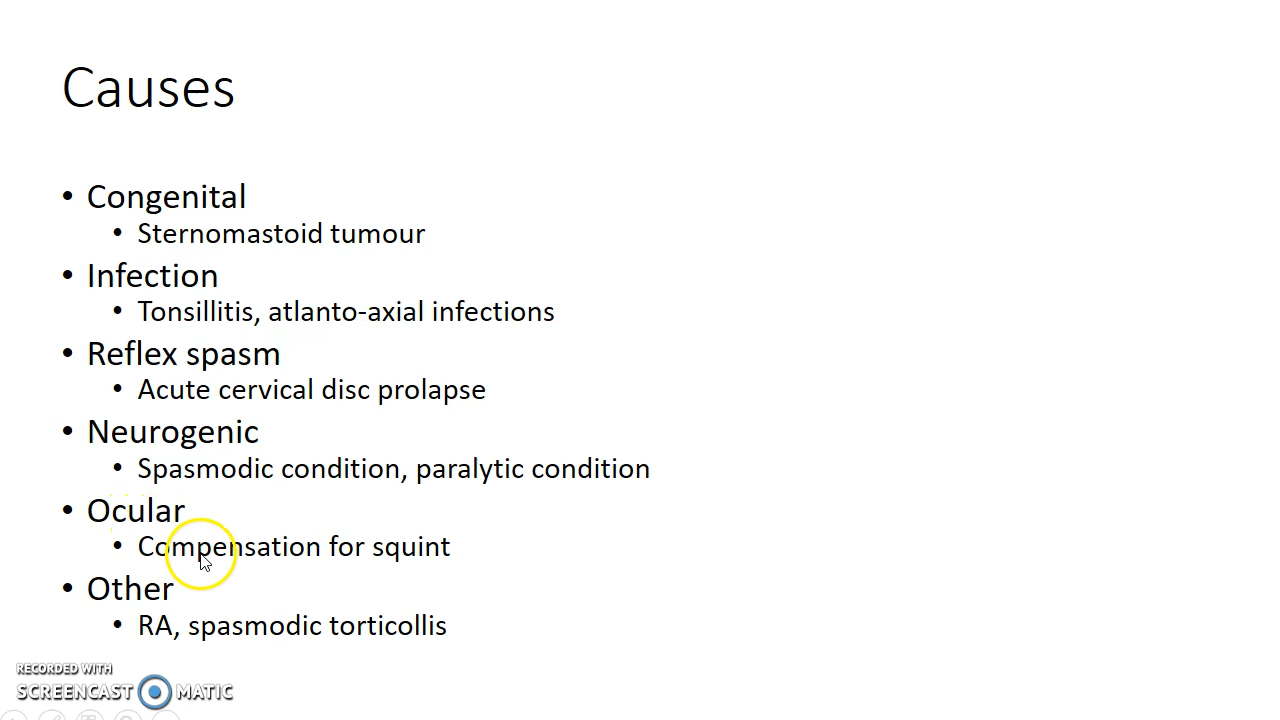 Causes
• Congenital
• Sternomastoid tumour
• Infection
• Tonsillitis, atlanto-axial infections
• Reflex spasm
• Acute cervical disc prolapse
• Neurogenic
• Spasmodic condition, paralytic condition
• Ocular
• Compensation for squint
• Other
• RA, spasmodic torticollis
RECORDED WITH
SCREENCAST MATIC